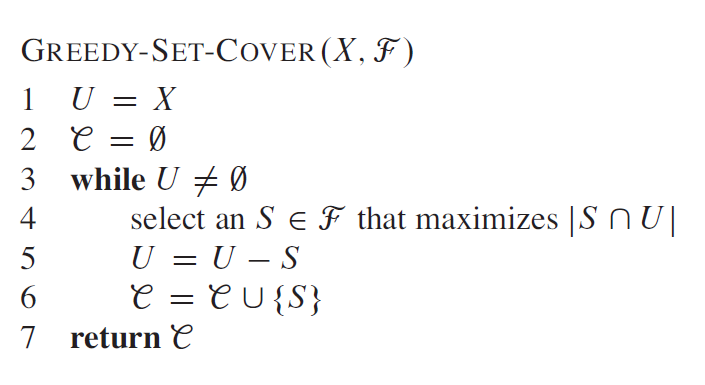 GREEDY-SET-COVER(X, ℱ)
1 U = X
2 𝒞 = ∅
3 while U ≠ ∅
4 select an S ∈ ℱ that maximizes |S ∩ U|
5 U = U − S
6 𝒞 = 𝒞 ∪ {S}
7 return 𝒞